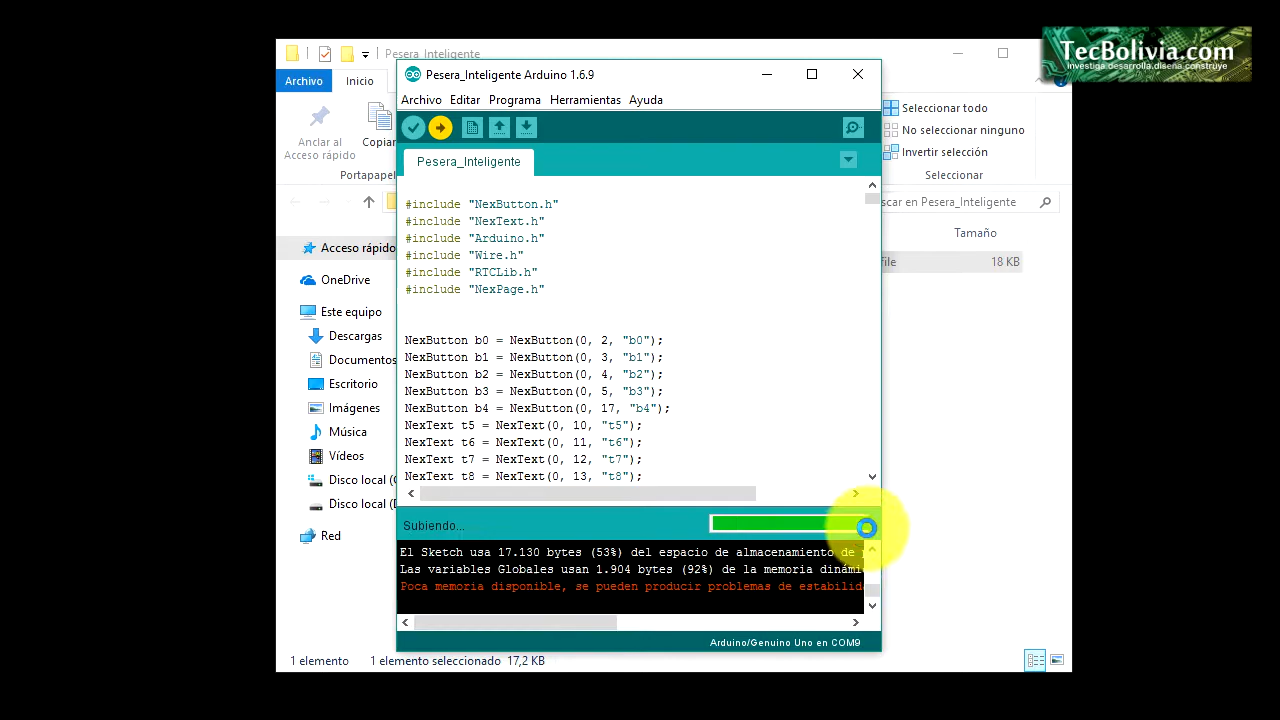 TecBolivia.com
investiga desarrolla diseña construye
Pesera_Inteligente
Archivo
Inicio
Anclar al
Acceso rápido
Copiar
Portapapel
Seleccionar todo
No seleccionar ninguno
Invertir selección
Seleccionar
scar en Pesera_Inteligente
Tamaño
file
18 KB
Acceso rápido
OneDrive
Este equipo
Descargas
Documentos
Escritorio
Imágenes
Música
Vídeos
Disco local (
Disco local (
Red
1 elemento
1 elemento seleccionado 17,2 KB
Pesera_Inteligente Arduino 1.6.9
Archivo Editar Programa Herramientas Ayuda
Pesera_Inteligente
#include "NexButton.h"
#include "NexText.h"
#include "Arduino.h"
#include "Wire.h"
#include "RTCLib.h"
#include "NexPage.h"
NexButton b0 = NexButton(0, 2, "b0");
NexButton b1 = NexButton(0, 3, "b1");
NexButton b2 = NexButton(0, 4, "b2");
NexButton b3 = NexButton(0, 5, "b3");
NexButton b4 = NexButton(0, 17, "b4");
NexText t5 = NexText(0, 10, "t5");
NexText t6 = NexText(0, 11, "t6");
NexText t7 = NexText(0, 12, "t7");
NexText t8 = NexText(0, 13, "t8");
Subiendo...
El Sketch usa 17.130 bytes (53%) del espacio de almacenamiento de p
Las variables Globales usan 1.904 bytes (92%) de la memoria dinámi
Poca memoria disponible, se pueden producir problemas de estabilida
Arduino/Genuino Uno en COM9